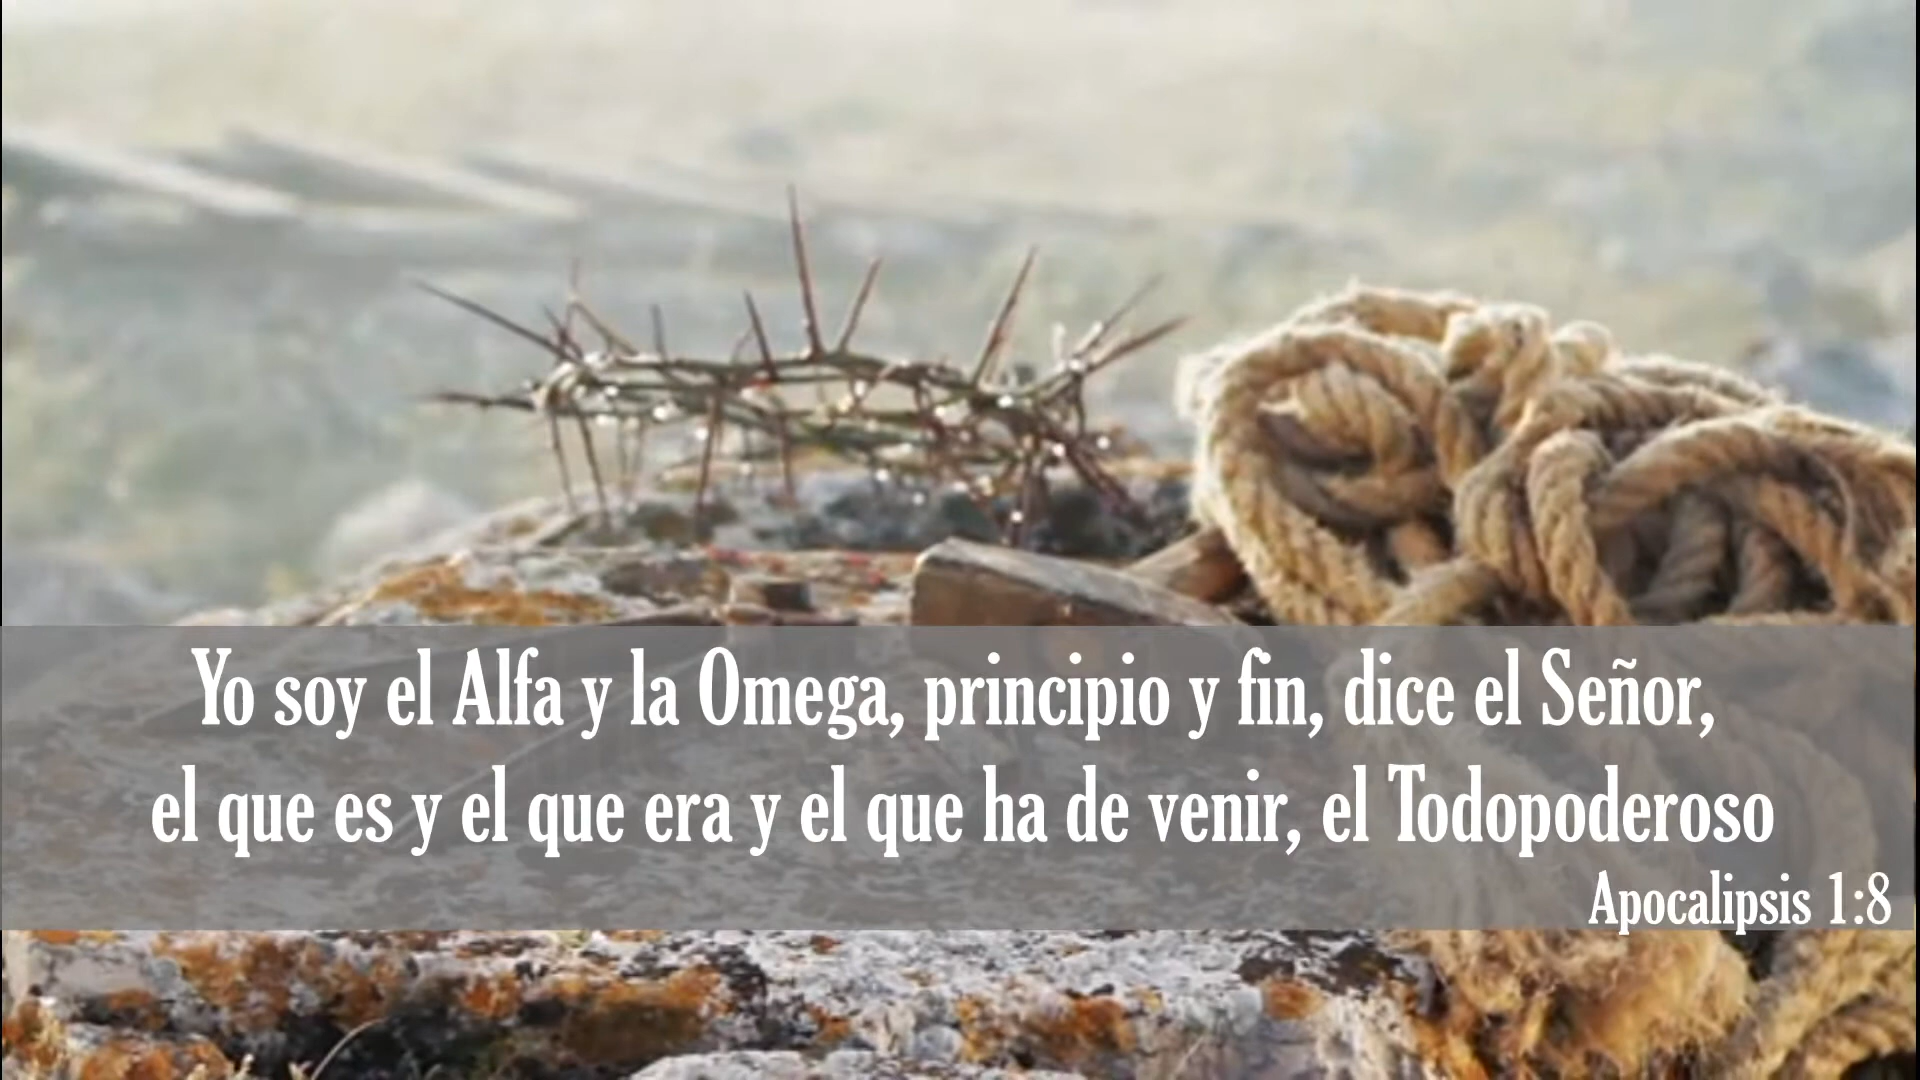 Yo soy el Alfa y la Omega, principio y fin, dice el Señor,
el que es y el que era y el que ha de venir, el Todopoderoso
Apocalipsis 1:8